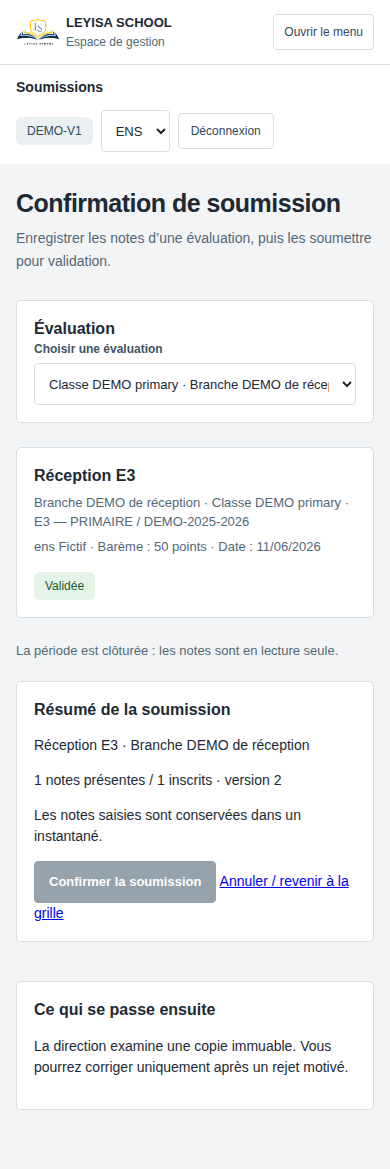 LEYISA SCHOOL
Espace de gestion
Ouvrir le menu
Soumissions
DEMO-V1
ENS
Déconnexion
Confirmation de soumission
Enregistrer les notes d’une évaluation, puis les soumettre
pour validation.
Évaluation
Choisir une évaluation
Classe DEMO primary · Branche DEMO de récep
Réception E3
Branche DEMO de réception · Classe DEMO primary ·
E3 — PRIMAIRE / DEMO-2025-2026
ens Fictif · Barème : 50 points · Date : 11/06/2026
Validée
La période est clôturée : les notes sont en lecture seule.
Résumé de la soumission
Réception E3 · Branche DEMO de réception
1 notes présentes / 1 inscrits · version 2
Les notes saisies sont conservées dans un
instantané.
Confirmer la soumission Annuler / revenir à la
grille
Ce qui se passe ensuite
La direction examine une copie immuable. Vous
pourrez corriger uniquement après un rejet motivé.